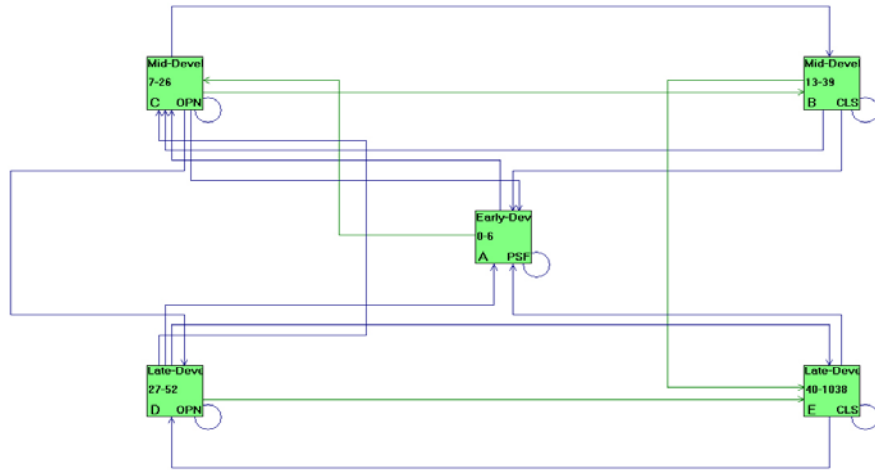 Mid-Devel
7-26
C OPN
Mid-Devel
13-39
B CLS
Early-Dev
0-6
A PSF
Late-Deve
27-52
D OPN
Late-Deve
40-1038
E CLS